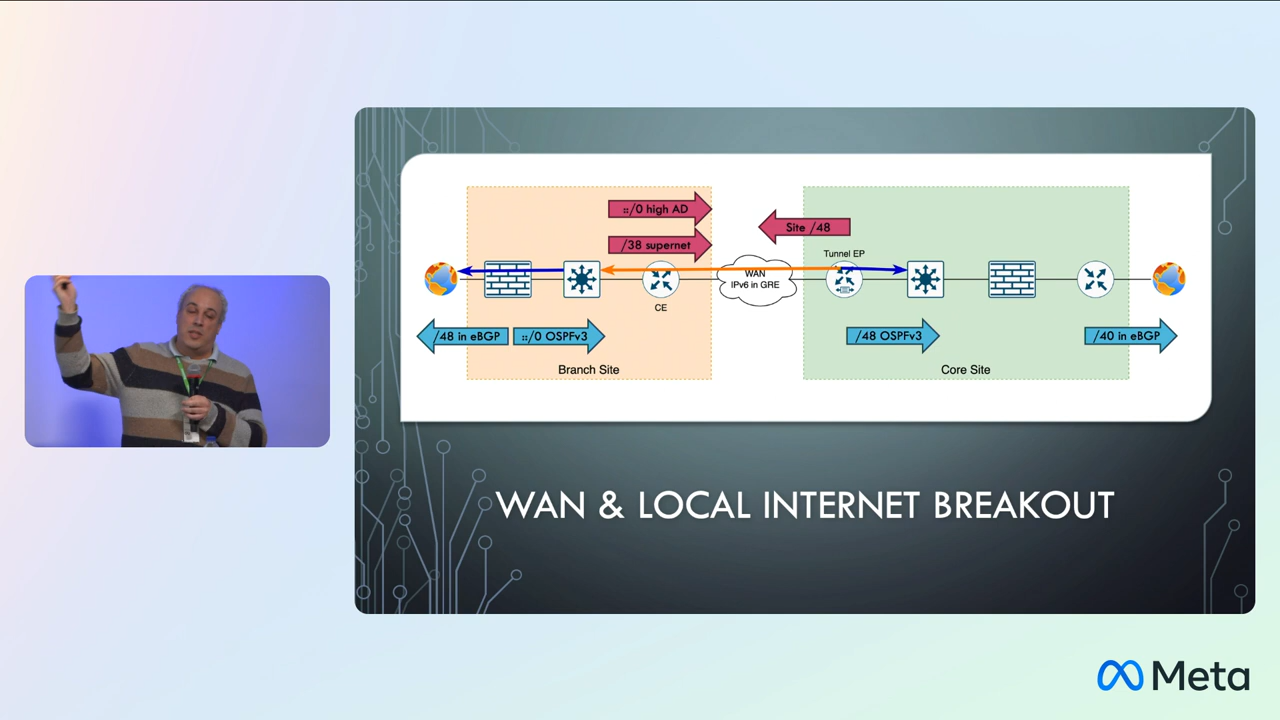 ::/0 high AD
/38 supernet
Site /48
Tunnel EP
WAN
IPv6 in GRE
CE
/48 in eBGP
::/0 OSPFv3
/48 OSPFv3
/40 in eBGP
Branch Site
Core Site
WAN & LOCAL INTERNET BREAKOUT
Meta